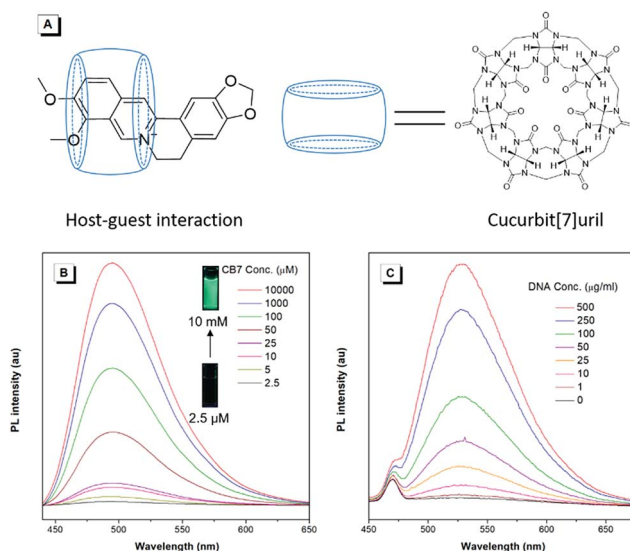 A
Host-guest interaction
Cucurbit[7]uril
B
CB7 Conc. (µM)
10000
1000
100
50
25
10
5
2.5
10 mM
2.5 µM
PL intensity (au)
450 500 550 600 650
Wavelength (nm)
C
DNA Conc. (µg/ml)
500
250
100
50
25
10
1
0
PL intensity (au)
450 500 550 600 650
Wavelength (nm)